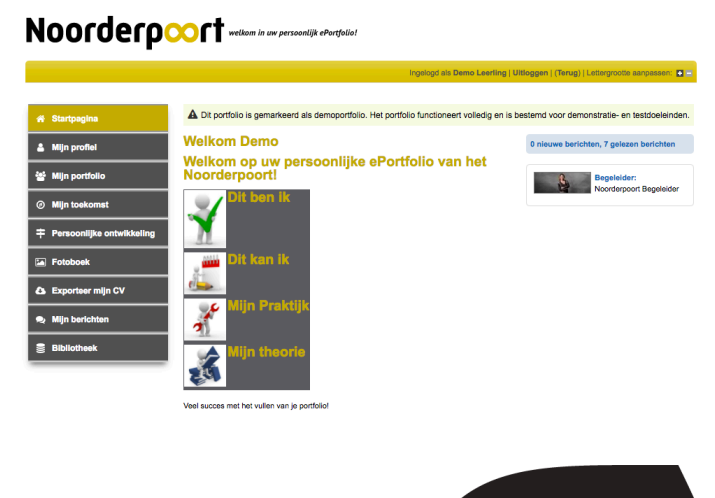 Noorderpoort welkom in uw persoonlijk ePortfolio!
Ingelogd als Demo Leerling | Uitloggen | (Terug) | Lettergrootte aanpassen:
Startpagina
Mijn profiel
Mijn portfolio
Mijn toekomst
Persoonlijke ontwikkeling
Fotoboek
Exporteer mijn CV
Mijn berichten
Bibliotheek
Dit portfolio is gemarkeerd als demoportfolio. Het portfolio functioneert volledig en is bestemd voor demonstratie- en testdoeleinden.
Welkom Demo
Welkom op uw persoonlijke ePortfolio van het
Noorderpoort!
Dit ben ik
Dit kan ik
Mijn Praktijk
Mijn theorie
Veel succes met het vullen van je portfolio!
0 nieuwe berichten, 7 gelezen berichten
Begeleider:
Noorderpoort Begeleider